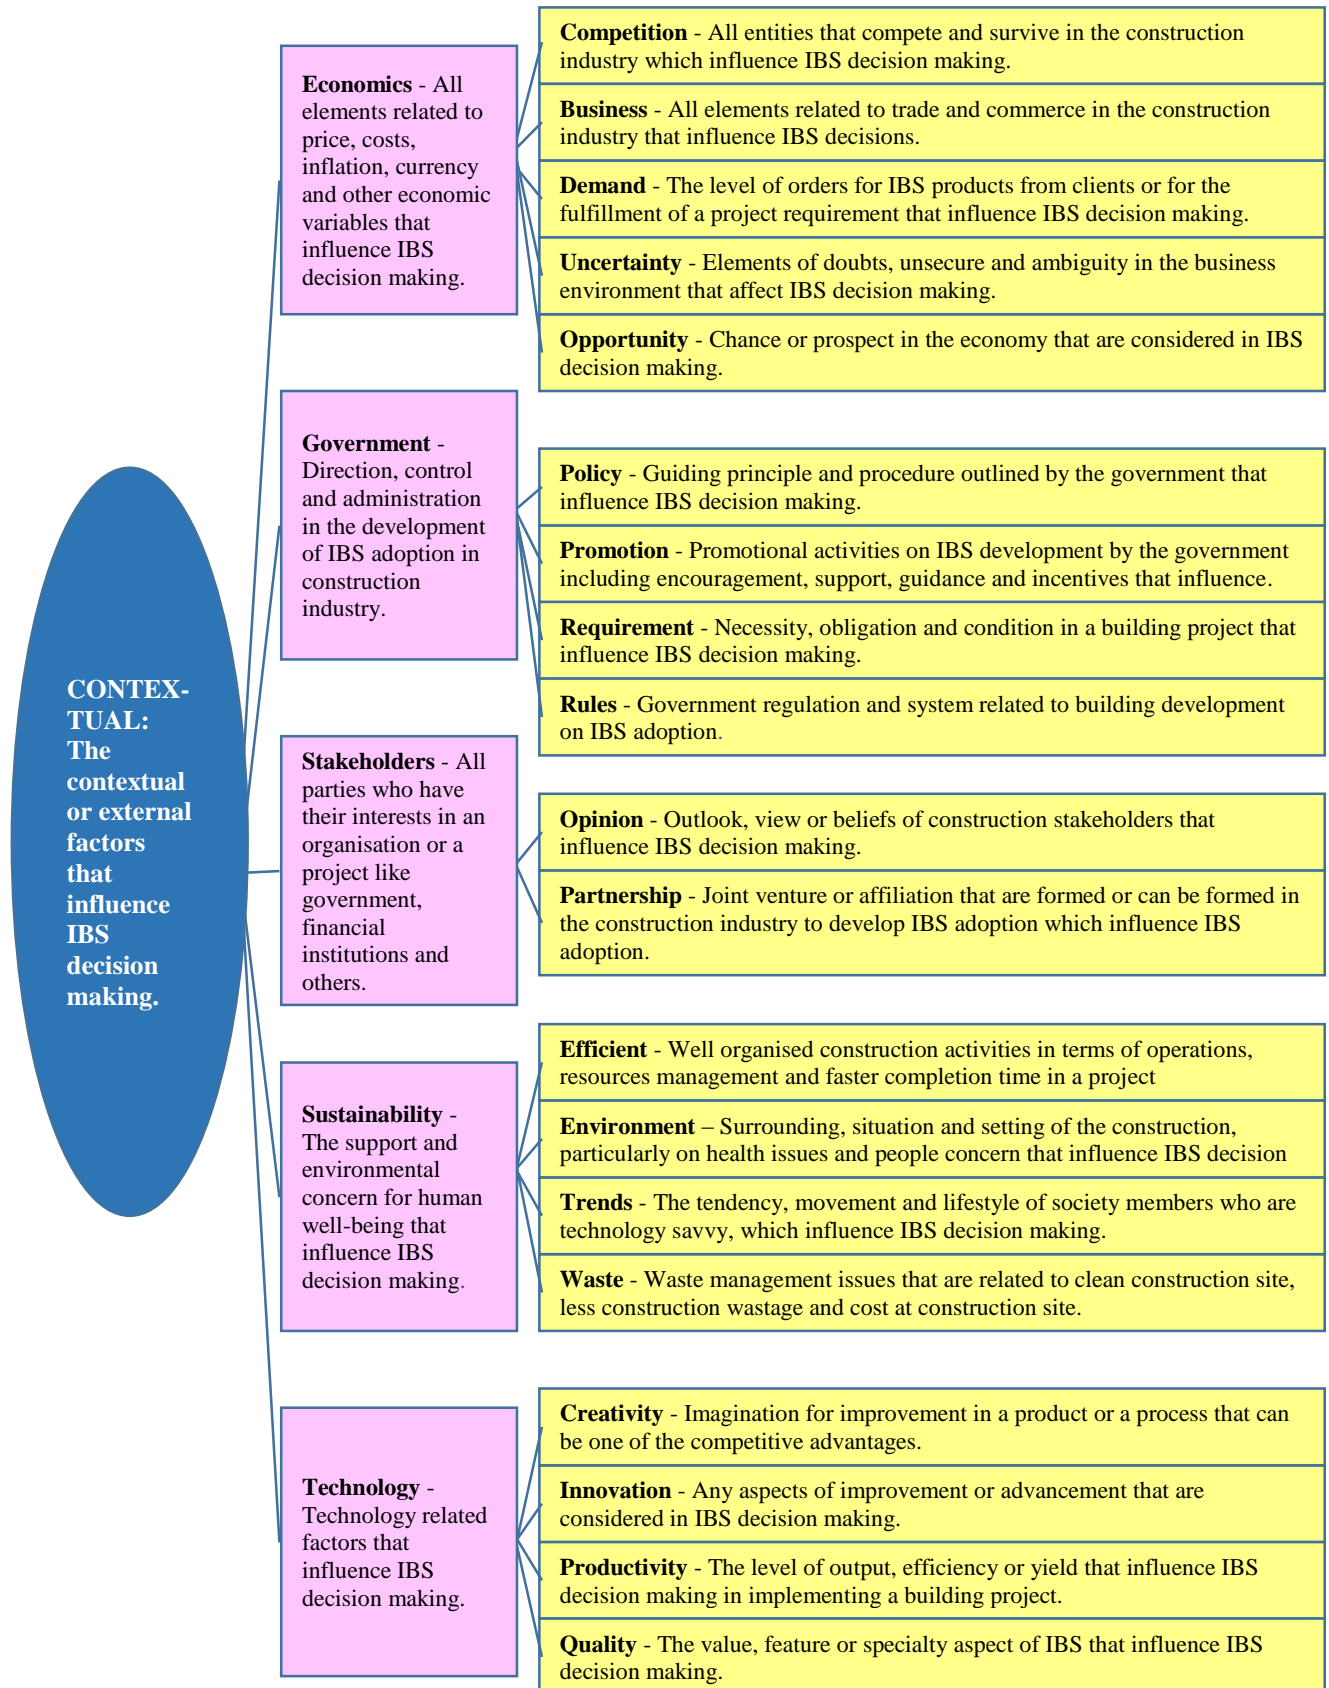 CONTEX-
TUAL:
The
contextual
or external
factors
that
influence
IBS
decision
making.
Economics - All
elements related to
price, costs,
inflation, currency
and other economic
variables that
influence IBS
decision making.
Competition - All entities that compete and survive in the construction
industry which influence IBS decision making.
Business - All elements related to trade and commerce in the construction
industry that influence IBS decisions.
Demand - The level of orders for IBS products from clients or for the
fulfillment of a project requirement that influence IBS decision making.
Uncertainty - Elements of doubts, unsecure and ambiguity in the business
environment that affect IBS decision making.
Opportunity - Chance or prospect in the economy that are considered in IBS
decision making.
Government -
Direction, control
and administration
in the development
of IBS adoption in
construction
industry.
Policy - Guiding principle and procedure outlined by the government that
influence IBS decision making.
Promotion - Promotional activities on IBS development by the government
including encouragement, support, guidance and incentives that influence.
Requirement - Necessity, obligation and condition in a building project that
influence IBS decision making.
Rules - Government regulation and system related to building development
on IBS adoption.
Stakeholders - All
parties who have
their interests in an
organisation or a
project like
government,
financial
institutions and
others.
Opinion - Outlook, view or beliefs of construction stakeholders that
influence IBS decision making.
Partnership - Joint venture or affiliation that are formed or can be formed in
the construction industry to develop IBS adoption which influence IBS
adoption.
Sustainability -
The support and
environmental
concern for human
well-being that
influence IBS
decision making.
Efficient - Well organised construction activities in terms of operations,
resources management and faster completion time in a project
Environment – Surrounding, situation and setting of the construction,
particularly on health issues and people concern that influence IBS decision
Trends - The tendency, movement and lifestyle of society members who are
technology savvy, which influence IBS decision making.
Waste - Waste management issues that are related to clean construction site,
less construction wastage and cost at construction site.
Technology -
Technology related
factors that
influence IBS
decision making.
Creativity - Imagination for improvement in a product or a process that can
be one of the competitive advantages.
Innovation - Any aspects of improvement or advancement that are
considered in IBS decision making.
Productivity - The level of output, efficiency or yield that influence IBS
decision making in implementing a building project.
Quality - The value, feature or specialty aspect of IBS that influence IBS
decision making.